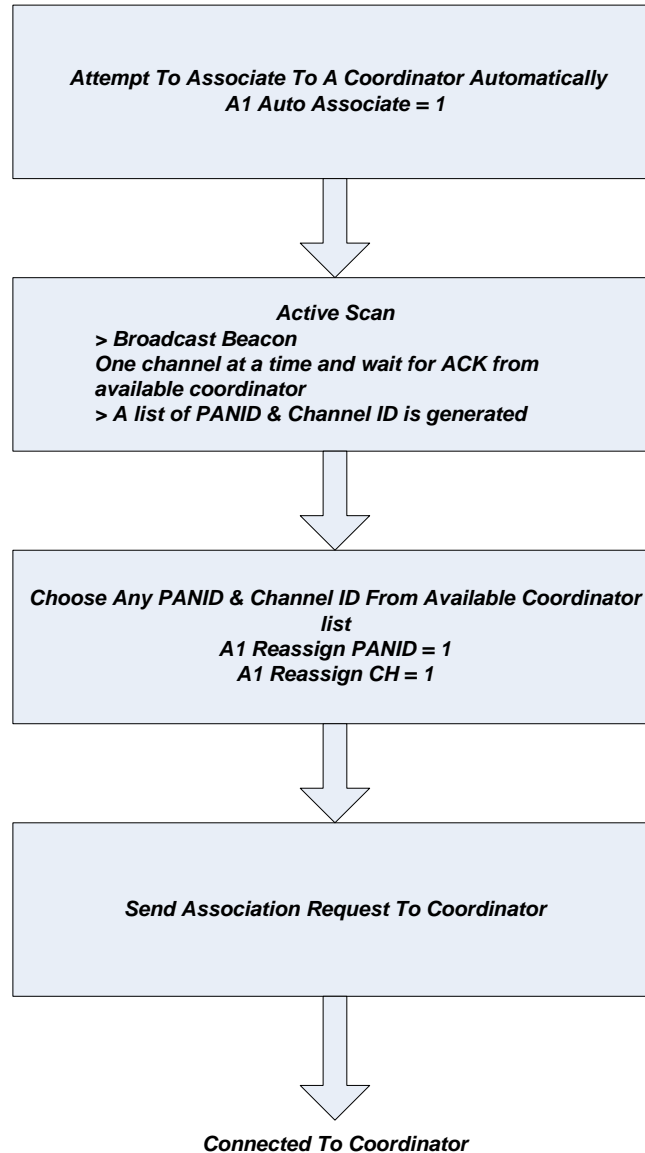 Attempt To Associate To A Coordinator Automatically
A1 Auto Associate = 1
Active Scan
> Broadcast Beacon
One channel at a time and wait for ACK from
available coordinator
> A list of PANID & Channel ID is generated
Choose Any PANID & Channel ID From Available Coordinator
list
A1 Reassign PANID = 1
A1 Reassign CH = 1
Send Association Request To Coordinator
Connected To Coordinator